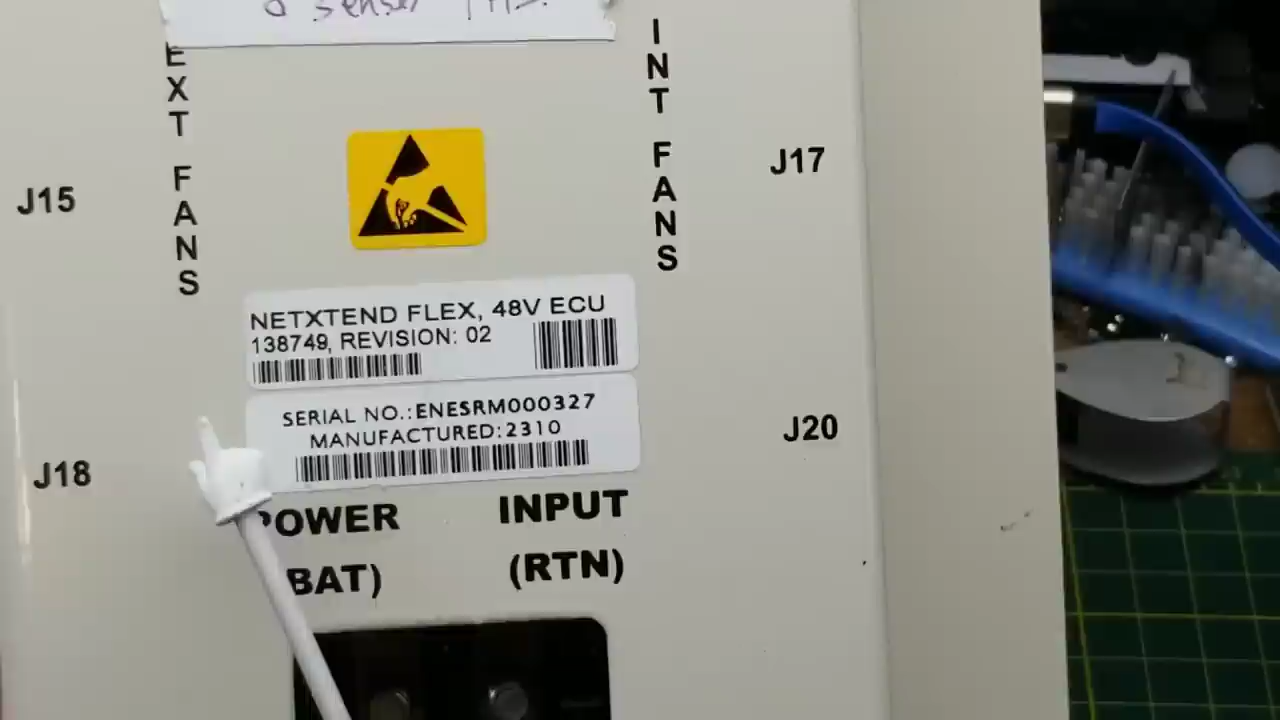 sensor
EXT FANS
INT FANS
J15
J17
NETXTEND FLEX, 48V ECU
138749, REVISION: 02
SERIAL NO.:ENESRM000327
MANUFACTURED:2310
J18
J20
POWER INPUT
BAT) (RTN)